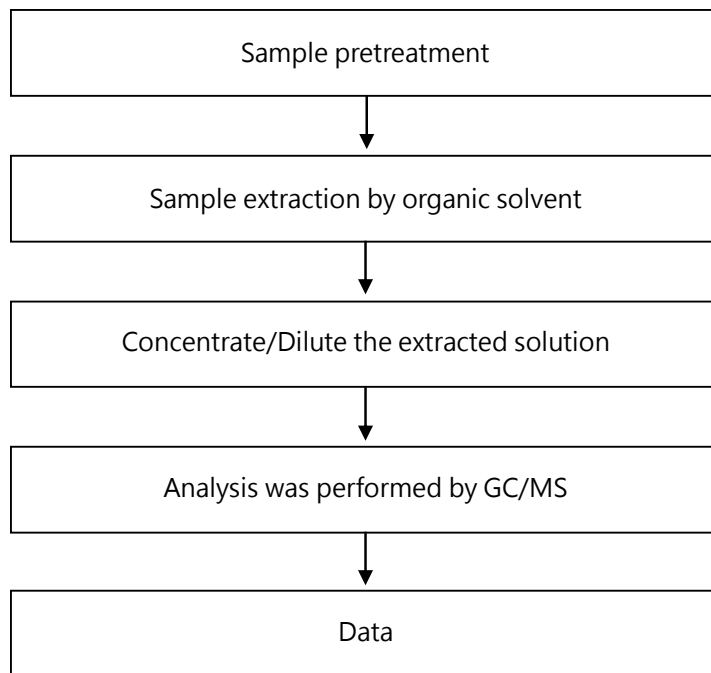 Sample pretreatment
Sample extraction by organic solvent
Concentrate/Dilute the extracted solution
Analysis was performed by GC/MS
Data